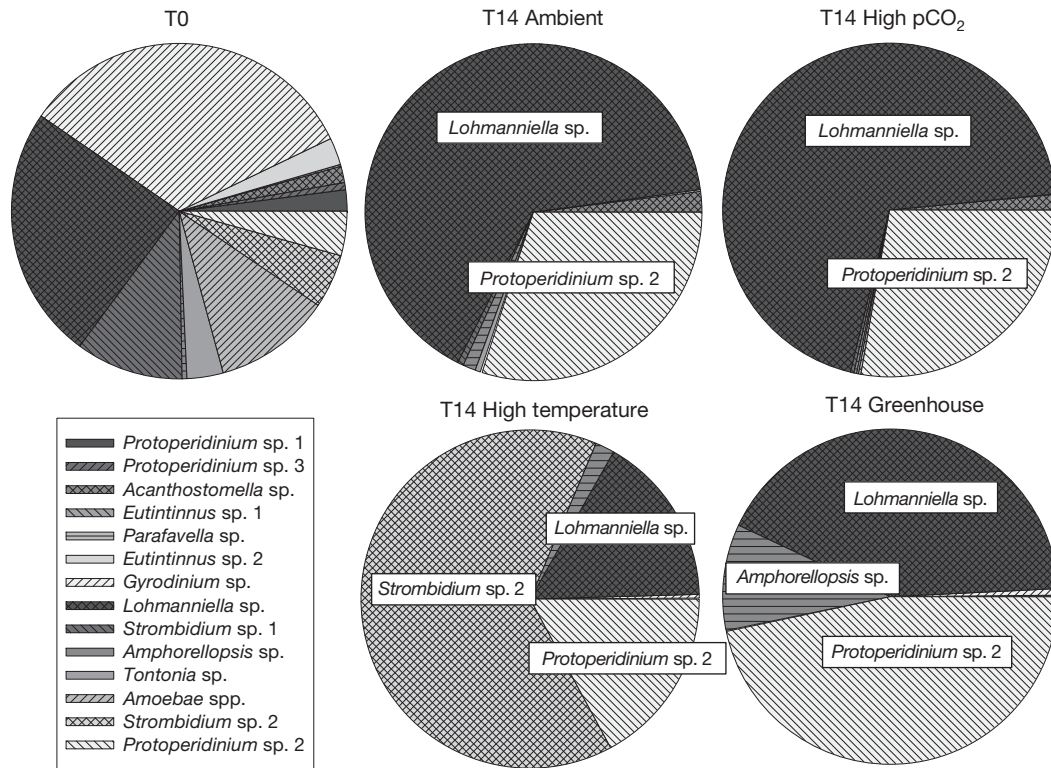 T0
T14 Ambient
T14 High pCO₂
Lohmanniella sp.
Protoperidinium sp. 2
Lohmanniella sp.
Protoperidinium sp. 2
Protoperidinium sp. 1
Protoperidinium sp. 3
Acanthostomella sp.
Eutintinnus sp. 1
Parafavella sp.
Eutintinnus sp. 2
Gyrodinium sp.
Lohmanniella sp.
Strombidium sp. 1
Amphorellopsis sp.
Tontonia sp.
Amoebae spp.
Strombidium sp. 2
Protoperidinium sp. 2
T14 High temperature
Lohmanniella sp.
Strombidium sp. 2
Protoperidinium sp. 2
T14 Greenhouse
Lohmanniella sp.
Amphorellopsis sp.
Protoperidinium sp. 2